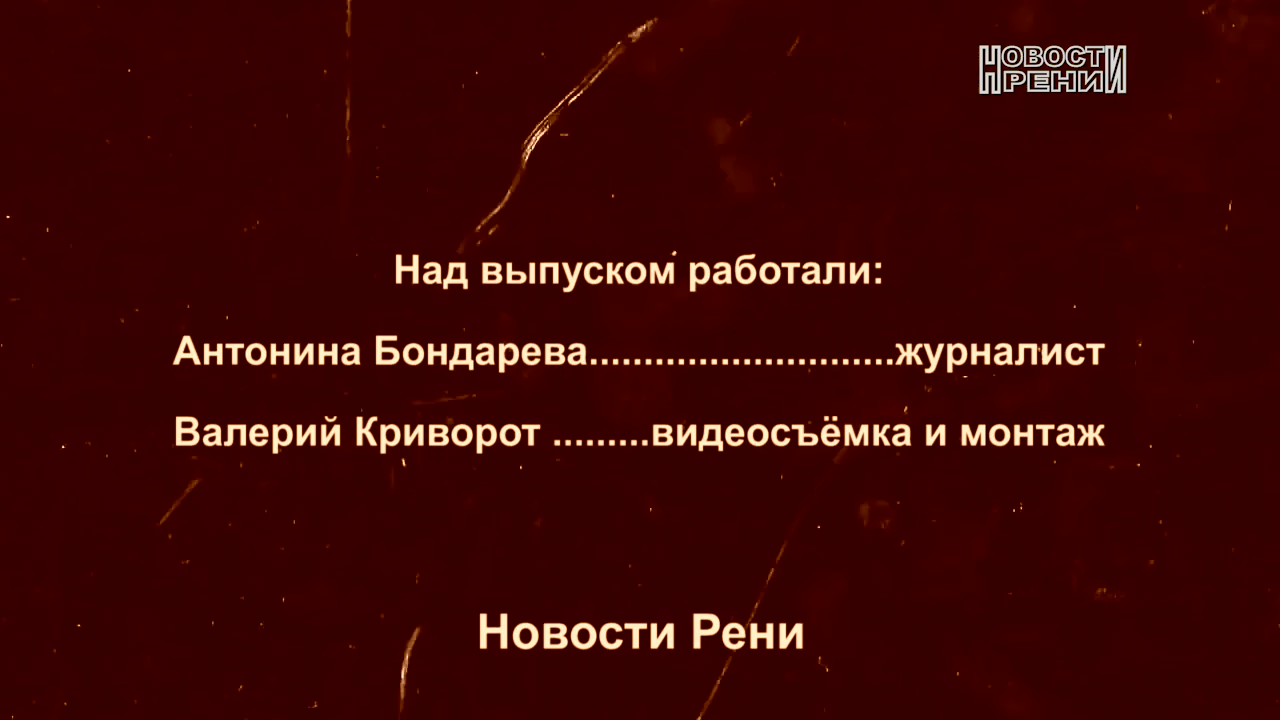 НОВОСТИ
РЕНИ
Над выпуском работали:
Антонина Бондарева............................журналист
Валерий Криворот .........видеосъёмка и монтаж
Новости Рени